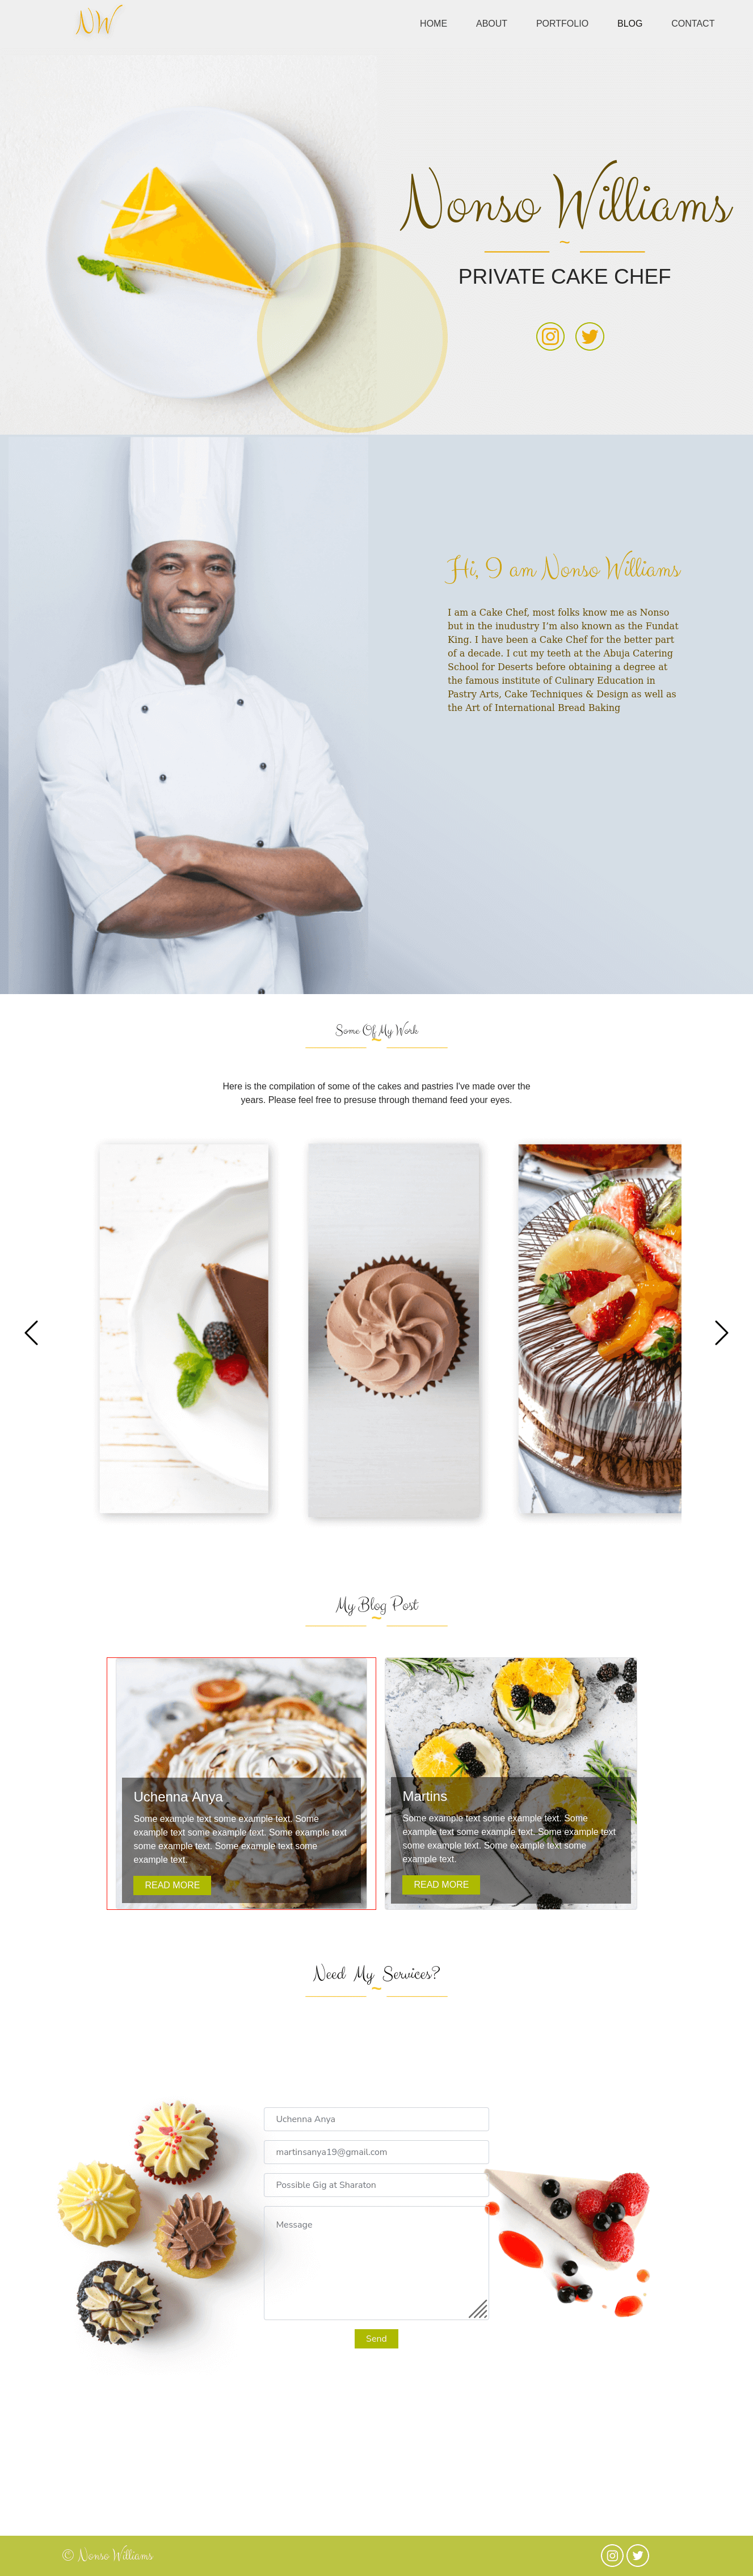 NW
HOME ABOUT PORTFOLIO BLOG CONTACT
Nonso Williams
~
PRIVATE CAKE CHEF
Hi, I am Nonso Williams
I am a Cake Chef, most folks know me as Nonso
but in the inudustry I'm also known as the Fundat
King. I have been a Cake Chef for the better part
of a decade. I cut my teeth at the Abuja Catering
School for Deserts before obtaining a degree at
the famous institute of Culinary Education in
Pastry Arts, Cake Techniques & Design as well as
the Art of International Bread Baking
Some Of My Work
~
Here is the compilation of some of the cakes and pastries I've made over the
years. Please feel free to presuse through themand feed your eyes.
My Blog Post
~
Uchenna Anya
Some example text some example text. Some
example text some example text. Some example text
some example text. Some example text some
example text.
READ MORE
Martins
Some example text some example text. Some
example text some example text. Some example text
some example text. Some example text some
example text.
READ MORE
Need My Services?
~
Uchenna Anya
martinsanya19@gmail.com
Possible Gig at Sharaton
Message
Send
© Nonso Williams